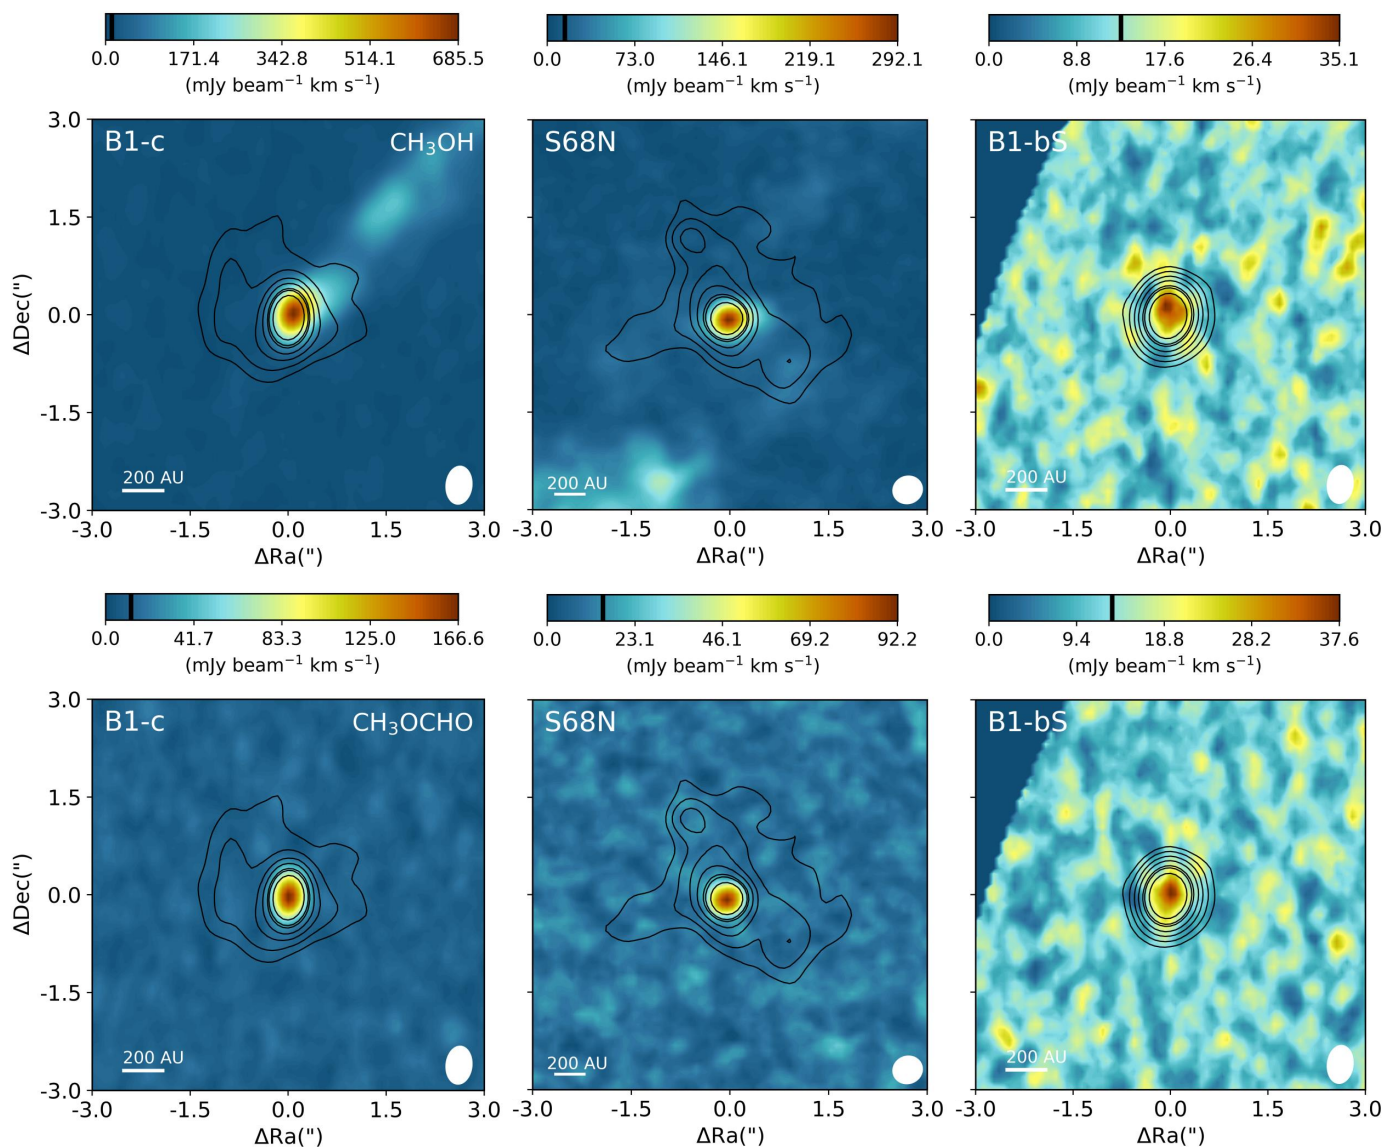 0.0 171.4 342.8 514.1 685.5
(mJy beam⁻¹ km s⁻¹)
0.0 73.0 146.1 219.1 292.1
(mJy beam⁻¹ km s⁻¹)
0.0 8.8 17.6 26.4 35.1
(mJy beam⁻¹ km s⁻¹)
3.0
1.5
0.0
-1.5
-3.0
ΔDec(")
B1-c CH₃OH
200 AU
-3.0 -1.5 0.0 1.5 3.0
ΔRa(")
S68N
200 AU
-3.0 -1.5 0.0 1.5 3.0
ΔRa(")
B1-bS
200 AU
-3.0 -1.5 0.0 1.5 3.0
ΔRa(")
0.0 41.7 83.3 125.0 166.6
(mJy beam⁻¹ km s⁻¹)
0.0 23.1 46.1 69.2 92.2
(mJy beam⁻¹ km s⁻¹)
0.0 9.4 18.8 28.2 37.6
(mJy beam⁻¹ km s⁻¹)
3.0
1.5
0.0
-1.5
-3.0
ΔDec(")
B1-c CH₃OCHO
200 AU
-3.0 -1.5 0.0 1.5 3.0
ΔRa(")
S68N
200 AU
-3.0 -1.5 0.0 1.5 3.0
ΔRa(")
B1-bS
200 AU
-3.0 -1.5 0.0 1.5 3.0
ΔRa(")